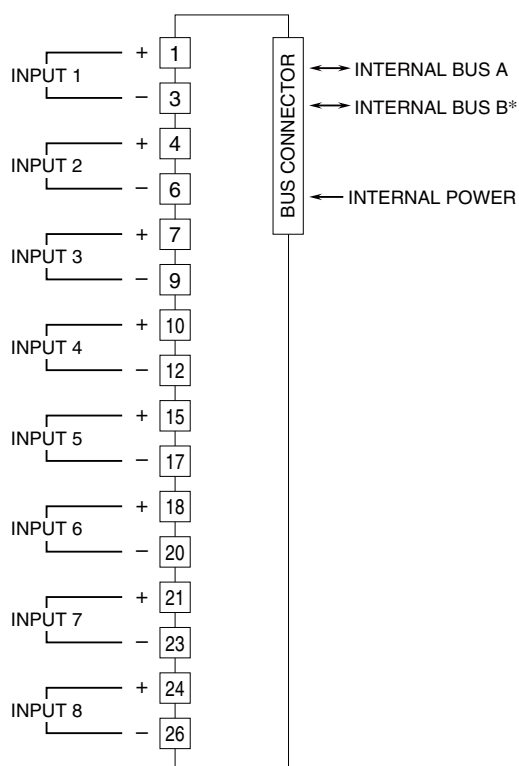 INPUT 1
+ 1
− 3
INPUT 2
+ 4
− 6
INPUT 3
+ 7
− 9
INPUT 4
+ 10
− 12
INPUT 5
+ 15
− 17
INPUT 6
+ 18
− 20
INPUT 7
+ 21
− 23
INPUT 8
+ 24
− 26
BUS CONNECTOR
INTERNAL BUS A
INTERNAL BUS B*
INTERNAL POWER